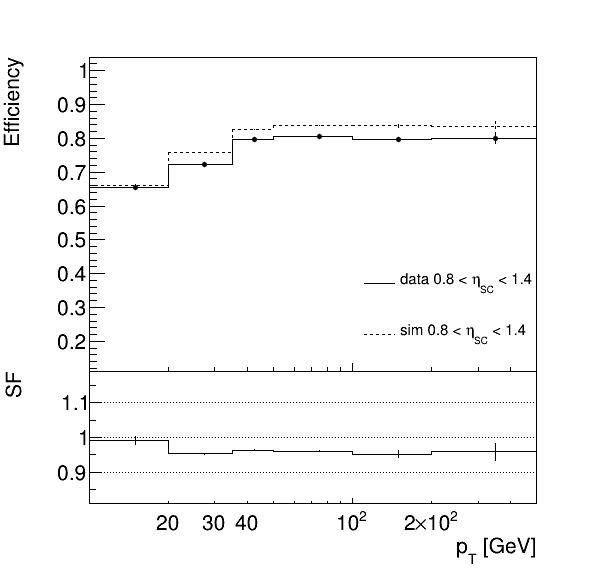 Efficiency
1
0.9
0.8
0.7
0.6
0.5
0.4
0.3
0.2
data 0.8 < η_SC < 1.4
sim 0.8 < η_SC < 1.4
SF
1.1
1
0.9
20 30 40 10² 2×10²
p_T [GeV]